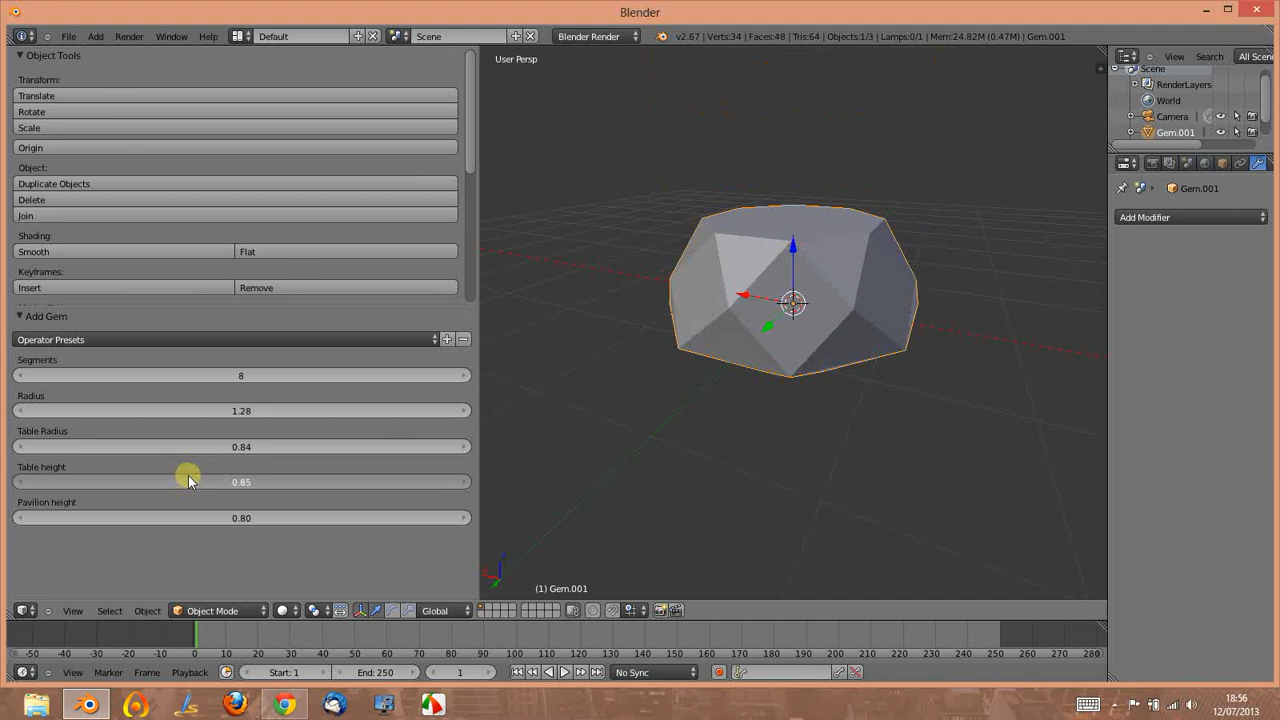 Blender
File Add Render Window Help Default Scene Blender Render v2.67 | Verts:34 | Faces:48 | Tris:64 | Objects:1/3 | Lamps:0/1 | Mem:24.82M (0.47M) | Gem.001
Object Tools
Transform:
Translate
Rotate
Scale
Origin
Object:
Duplicate Objects
Delete
Join
Shading:
Smooth Flat
Keyframes:
Insert Remove
Add Gem
Operator Presets
Segments
8
Radius
1.28
Table Radius
0.84
Table height
0.85
Pavilion height
0.80
User Persp
(1) Gem.001
View Search All Scen
Scene
RenderLayers
World
Camera
Gem.001
Gem.001
Add Modifier
View Select Object Object Mode Global
-50 -40 -30 -20 -10 0 10 20 30 40 50 60 70 80 90 100 110 120 130 140 150 160 170 180 190 200 210 220 230 240 250 260 270 280
View Marker Frame Playback Start: 1 End: 250 1 No Sync
18:56
12/07/2013